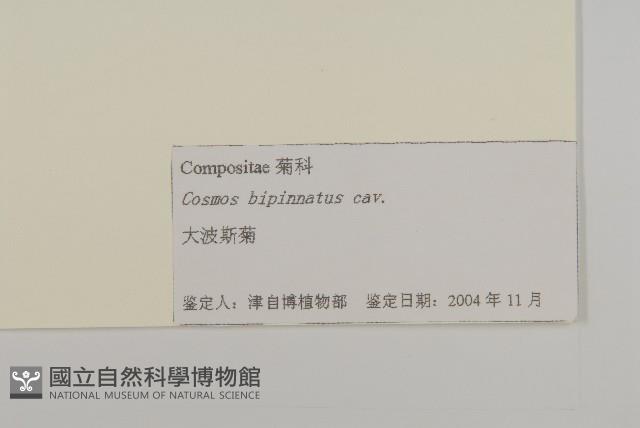 Compositae 菊科
Cosmos bipinnatus cav.
大波斯菊
鉴定人：津自博植物部 鉴定日期：2004 年 11 月
國立自然科學博物館
NATIONAL MUSEUM OF NATURAL SCIENCE